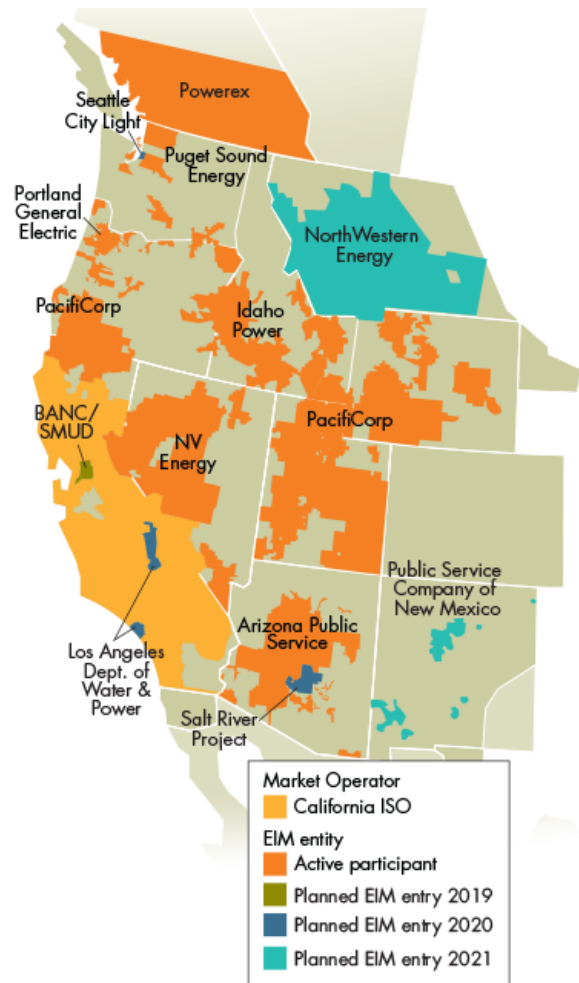 Powerex
Seattle
City Light
Puget Sound
Energy
Portland
General
Electric
NorthWestern
Energy
PacifiCorp
Idaho
Power
BANC/
SMUD
NV
Energy
PacifiCorp
Public Service
Company of
New Mexico
Arizona Public
Service
Los Angeles
Dept. of
Water &
Power
Salt River
Project
Market Operator
California ISO
EIM entity
Active participant
Planned EIM entry 2019
Planned EIM entry 2020
Planned EIM entry 2021